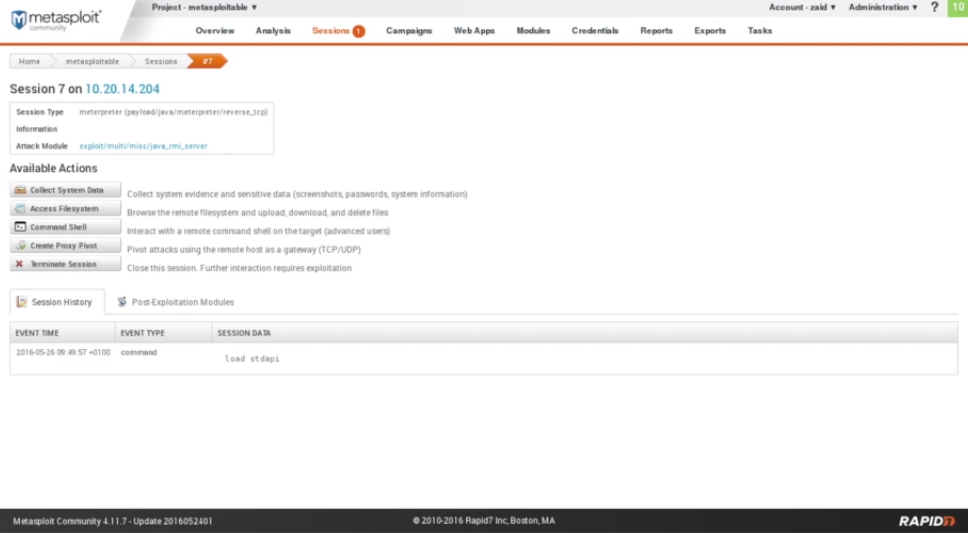 metasploit®
community
Project - metasploitable ▼
Account - zaid ▼ Administration ▼ ? 10
Overview Analysis Sessions 1 Campaigns Web Apps Modules Credentials Reports Exports Tasks
Home metasploitable Sessions #7
Session 7 on 10.20.14.204
Session Type meterpreter (payload/java/meterpreter/reverse_tcp)
Information
Attack Module exploit/multi/misc/java_rmi_server
Available Actions
Collect System Data Collect system evidence and sensitive data (screenshots, passwords, system information)
Access Filesystem Browse the remote filesystem and upload, download, and delete files
Command Shell Interact with a remote command shell on the target (advanced users)
Create Proxy Pivot Pivot attacks using the remote host as a gateway (TCP/UDP)
Terminate Session Close this session. Further interaction requires exploitation
Session History Post-Exploitation Modules
EVENT TIME EVENT TYPE SESSION DATA
2016-05-26 09:49:57 +0100 command load stdapi
Metasploit Community 4.11.7 - Update 2016052401 © 2010-2016 Rapid7 Inc, Boston, MA RAPID7